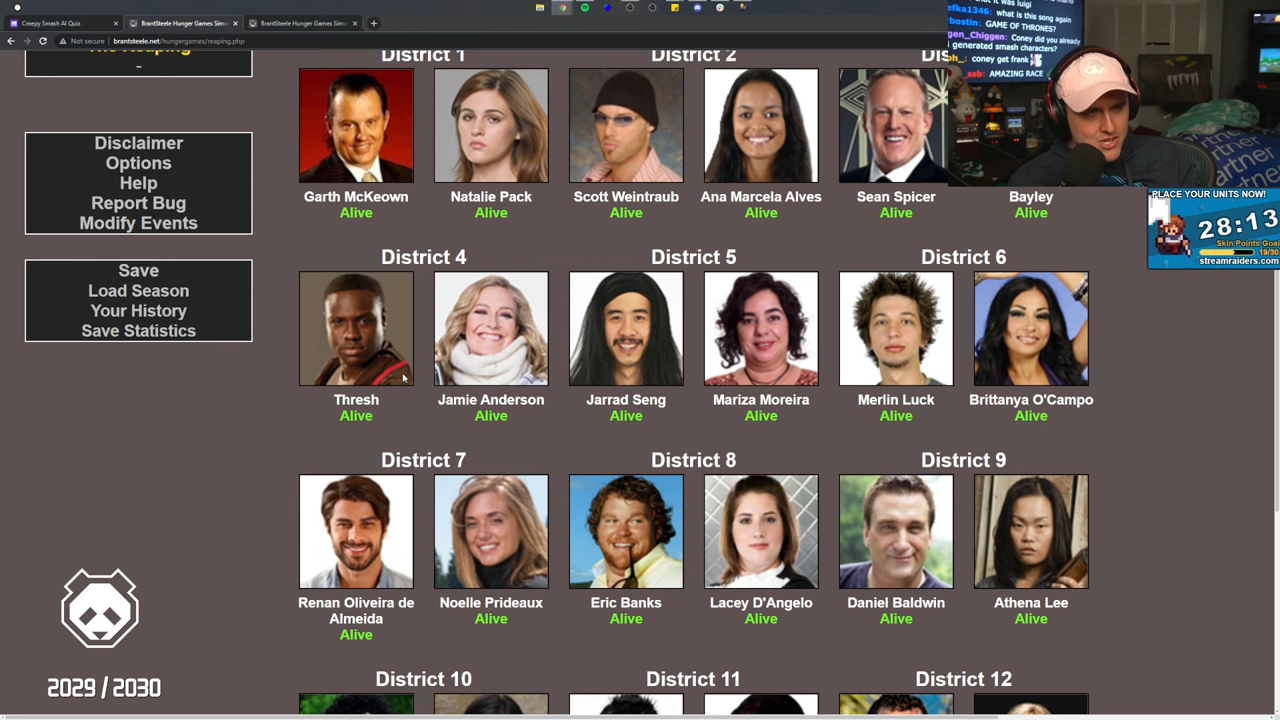 Creepy Smash AI Quiz
BrantSteele Hunger Games Simu
BrantSteele Hunger Games Simu
Not secure
brantsteele.net/hungergames/reaping.php
-
Disclaimer
Options
Help
Report Bug
Modify Events
Save
Load Season
Your History
Save Statistics
2029 / 2030
District 1
District 2
Garth McKeown
Alive
Natalie Pack
Alive
Scott Weintraub
Alive
Ana Marcela Alves
Alive
Sean Spicer
Alive
Bayley
Alive
District 4
District 5
District 6
Thresh
Alive
Jamie Anderson
Alive
Jarrad Seng
Alive
Mariza Moreira
Alive
Merlin Luck
Alive
Brittanya O'Campo
Alive
District 7
District 8
District 9
Renan Oliveira de
Almeida
Alive
Noelle Prideaux
Alive
Eric Banks
Alive
Lacey D'Angelo
Alive
Daniel Baldwin
Alive
Athena Lee
Alive
District 10
District 11
District 12
what is this song again
GAME OF THRONES?
Coney did you already
generated smash characters?
coney get frank
AMAZING RACE
PLACE YOUR UNITS NOW!
28:13
Skin Points Goal
19/30
streamraiders.com